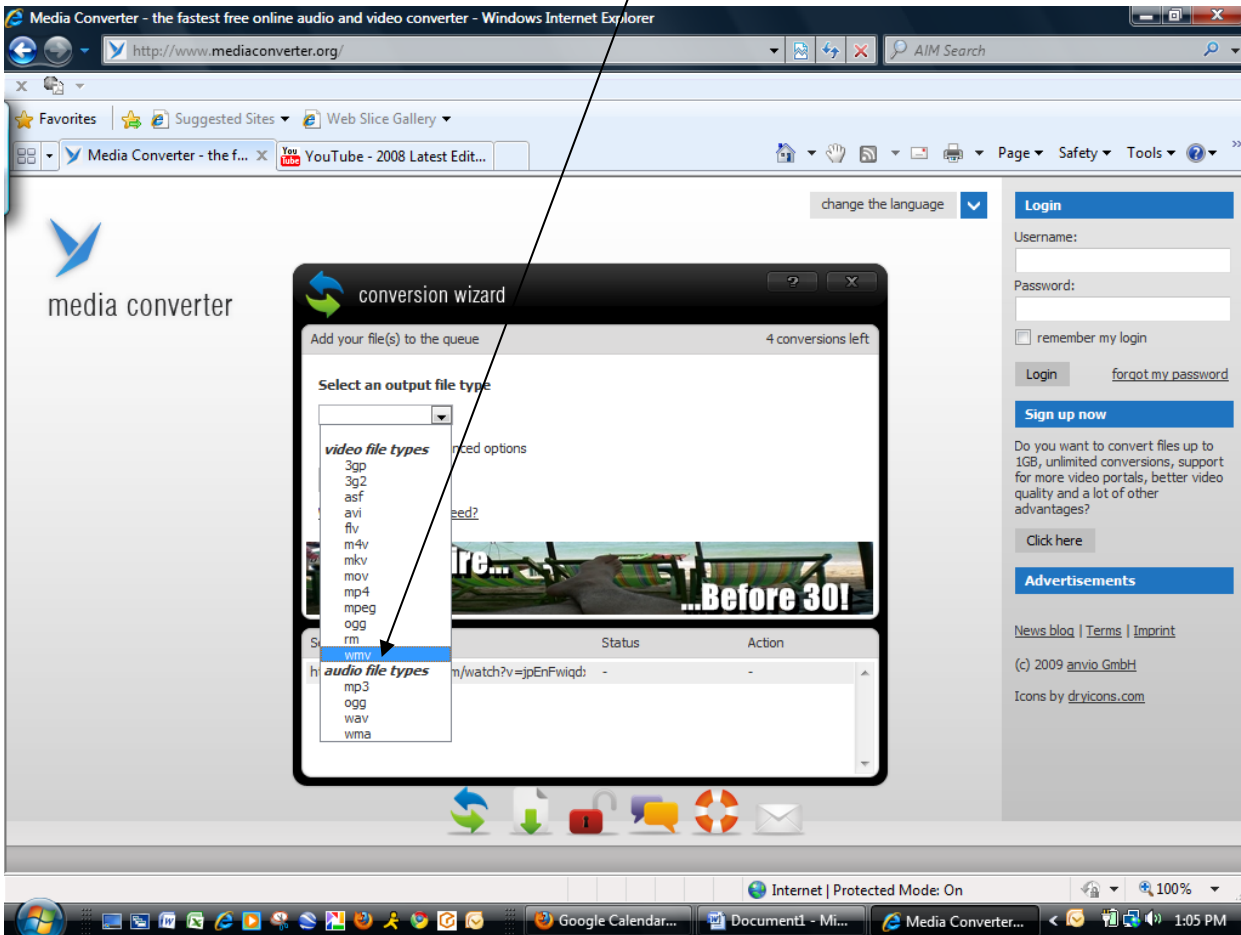 Media Converter - the fastest free online audio and video converter - Windows Internet Explorer
http://www.mediaconverter.org/
AIM Search
Favorites Suggested Sites Web Slice Gallery
Media Converter - the f... YouTube - 2008 Latest Edit...
Page Safety Tools
change the language
media converter
conversion wizard
? X
Add your file(s) to the queue 4 conversions left
Select an output file type
video file types
3gp
3g2
asf
avi
flv
m4v
mkv
mov
mp4
mpeg
ogg
rm
wmv
audio file types
mp3
ogg
wav
wma
options
eed?
...Before 30!
Status Action
m/watch?v=jpEnFwiqd - -
Login
Username:
Password:
remember my login
Login forgot my password
Sign up now
Do you want to convert files up to
1GB, unlimited conversions, support
for more video portals, better video
quality and a lot of other
advantages?
Click here
Advertisements
News blog | Terms | Imprint
(c) 2009 anvio GmbH
Icons by dryicons.com
Internet | Protected Mode: On 100%
Google Calendar... Document1 - Mi... Media Converter... 1:05 PM